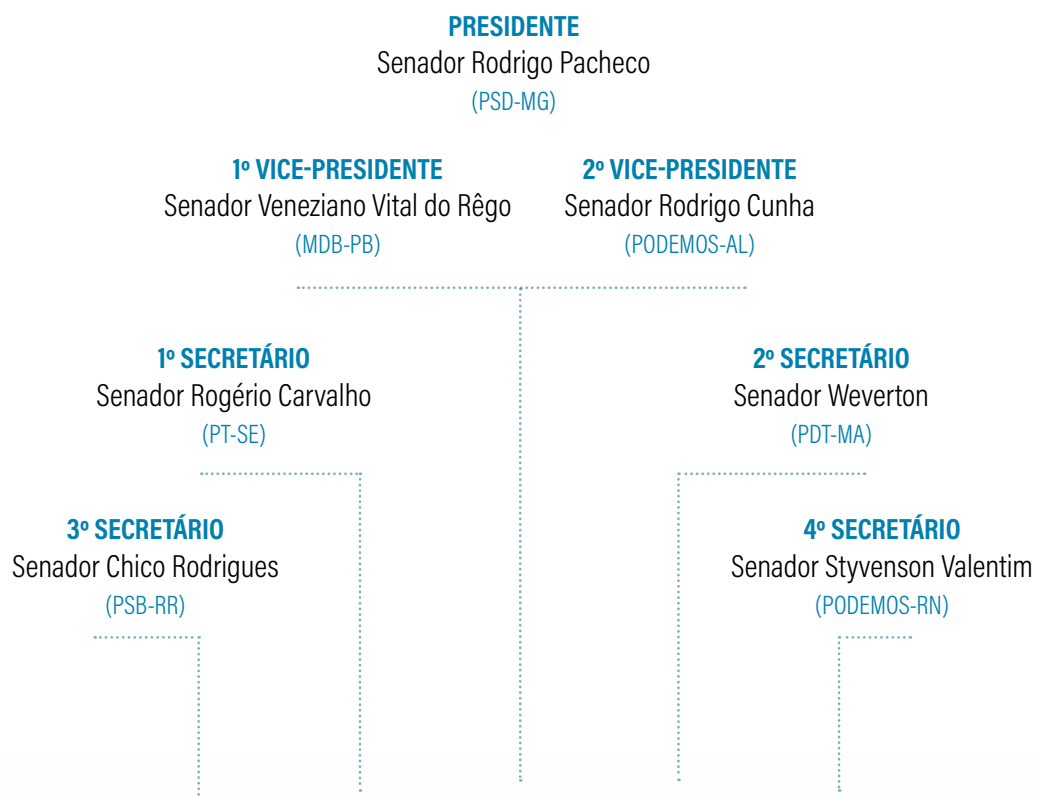 PRESIDENTE
Senador Rodrigo Pacheco
(PSD-MG)
1º VICE-PRESIDENTE
Senador Veneziano Vital do Rêgo
(MDB-PB)
2º VICE-PRESIDENTE
Senador Rodrigo Cunha
(PODEMOS-AL)
1º SECRETÁRIO
Senador Rogério Carvalho
(PT-SE)
2º SECRETÁRIO
Senador Weverton
(PDT-MA)
3º SECRETÁRIO
Senador Chico Rodrigues
(PSB-RR)
4º SECRETÁRIO
Senador Styvenson Valentim
(PODEMOS-RN)